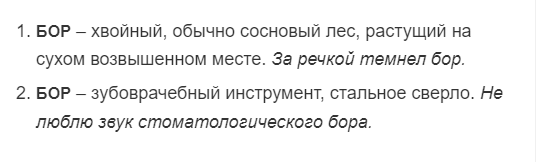 1. БОР – хвойный, обычно сосновый лес, растущий на
сухом возвышенном месте. За речкой темнел бор.
2. БОР – зубоврачебный инструмент, стальное сверло. Не
люблю звук стоматологического бора.